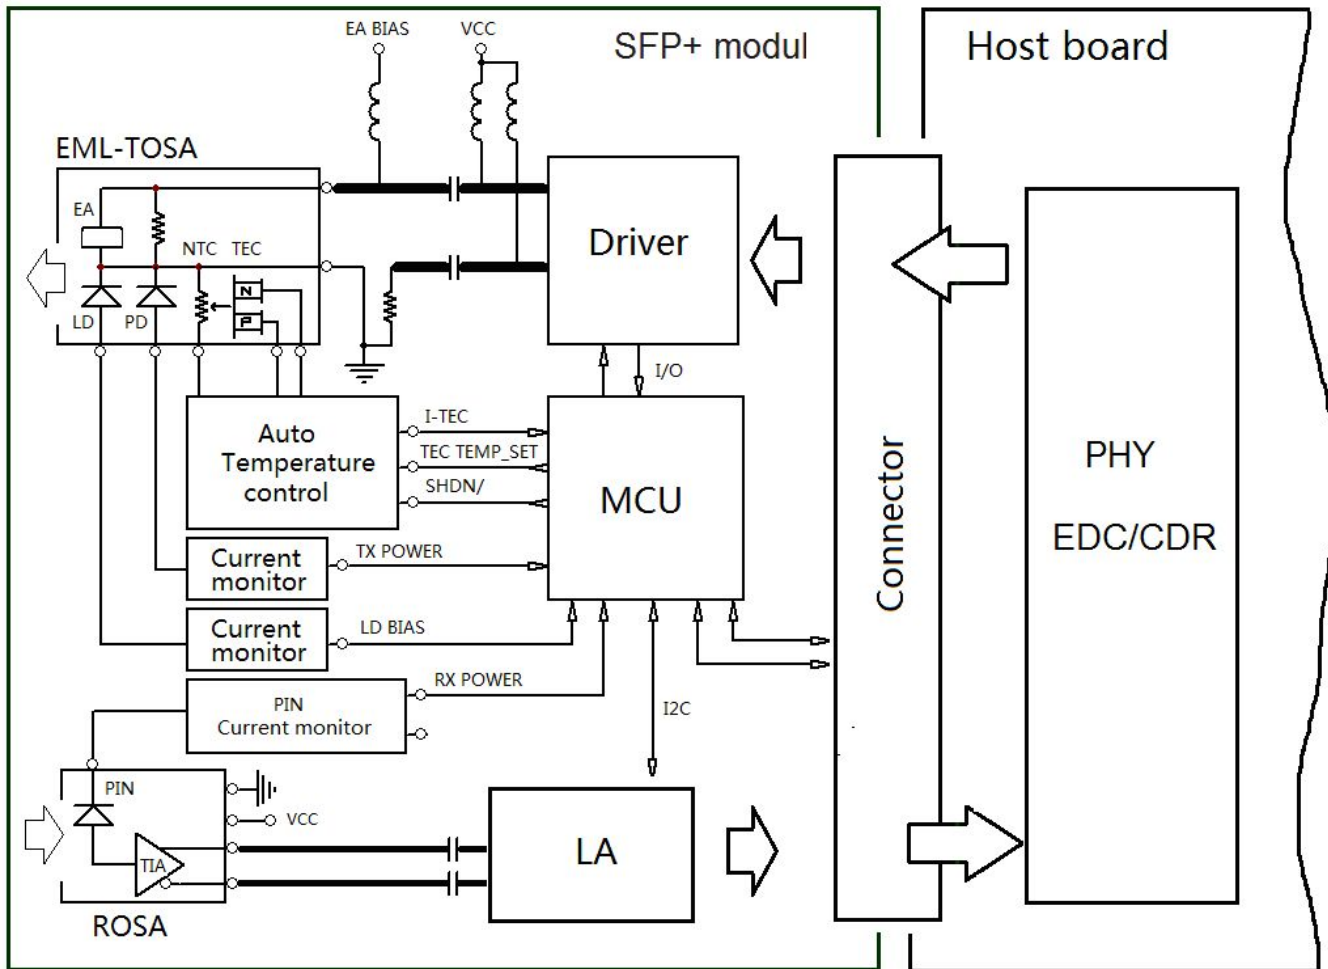 EA BIAS
VCC
SFP+ modul
Host board
EML-TOSA
EA
NTC TEC
N
P
LD
PD
Driver
I/O
Auto
Temperature
control
I-TEC
TEC TEMP_SET
SHDN/
MCU
Connector
PHY
EDC/CDR
Current
monitor
TX POWER
Current
monitor
LD BIAS
PIN
Current monitor
RX POWER
I2C
PIN
VCC
TIA
LA
ROSA